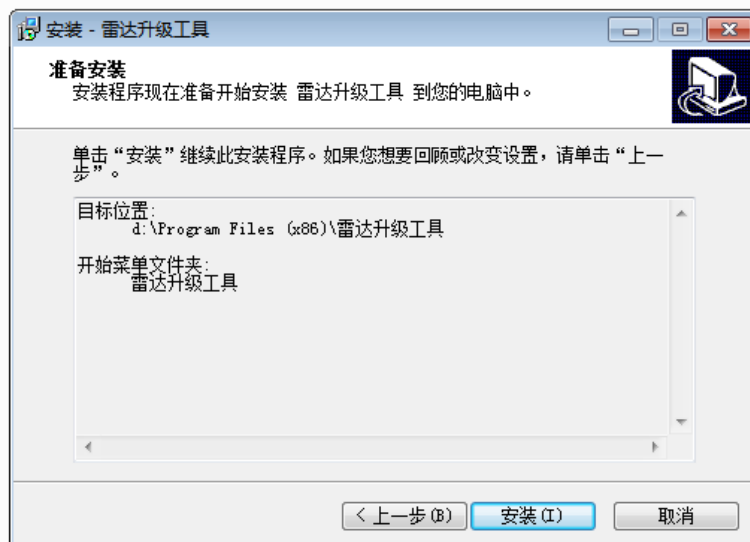 安装 - 雷达升级工具
准备安装
安装程序现在准备开始安装 雷达升级工具 到您的电脑中。
单击“安装”继续此安装程序。如果您想要回顾或改变设置，请单击“上一
步”。
目标位置:
d:\Program Files (x86)\雷达升级工具
开始菜单文件夹:
雷达升级工具
< 上一步(B)
安装(I)
取消